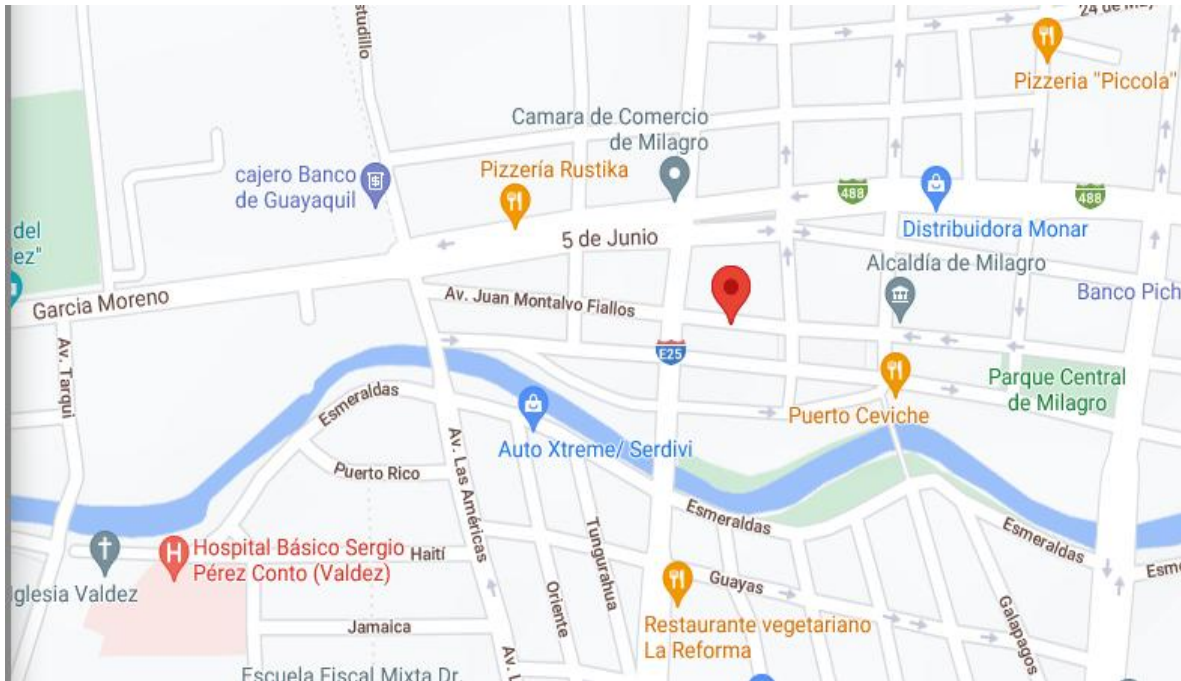 24 de May
Pizzeria "Piccola"
tudillo
Camara de Comercio
de Milagro
Pizzería Rustika
cajero Banco
de Guayaquil
488
488
Distribuidora Monar
5 de Junio
del
ez"
Alcaldía de Milagro
Garcia Moreno
Av. Juan Montalvo Fiallos
Banco Pich
E25
Av. Tarqui
Esmeraldas
Parque Central
de Milagro
Puerto Ceviche
Auto Xtreme/ Serdivi
Av. Las Américas
Puerto Rico
Esmeraldas
Esmeraldas
Hospital Básico Sergio
Pérez Conto (Valdez)
Haití
Tungurahua
Esme
Iglesia Valdez
Guayas
Oriente
Galapagos
Jamaica
Restaurante vegetariano
La Reforma
Av. L
Escuela Fiscal Mixta Dr.